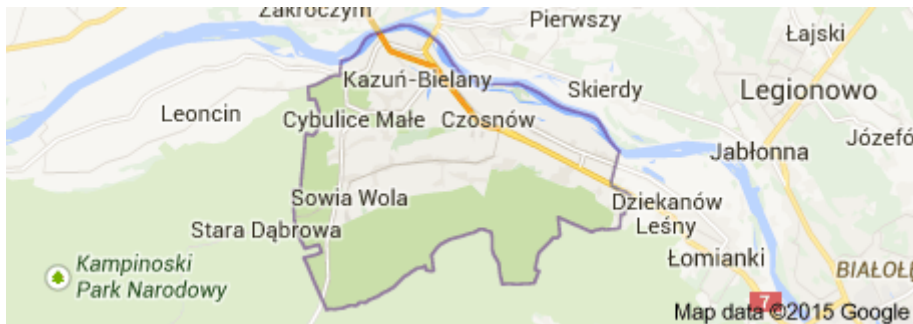 Zakroczym
Pierwszy
Łajski
Kazuń-Bielany
Skierdy
Legionowo
Leoncin
Cybulice Małe
Czosnów
Józefó
Jabłonna
Sowia Wola
Dziekanów
Leśny
Stara Dąbrowa
Łomianki
Kampinoski
Park Narodowy
BIAŁOŁĘ
7
Map data ©2015 Google